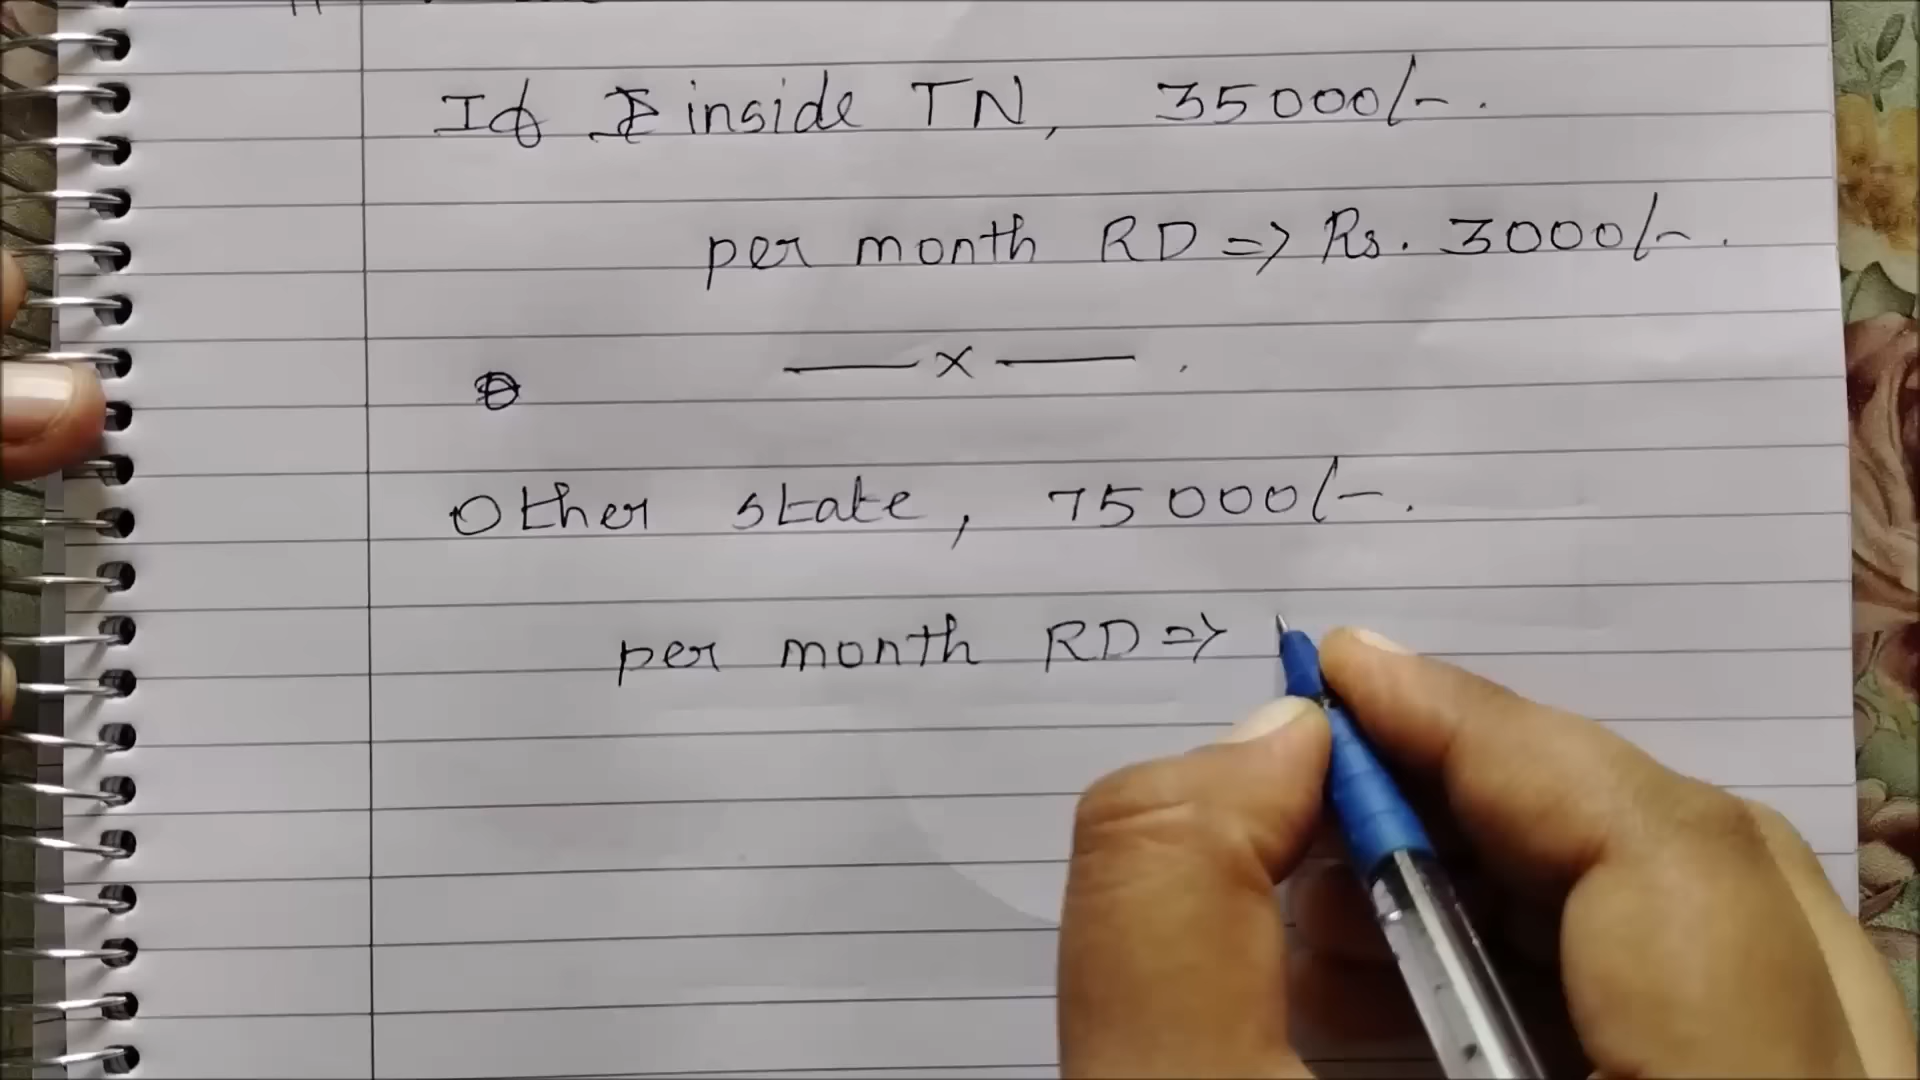 If inside TN, 35000/-.
per month RD => Rs. 3000/-.
— x — .
Other state, 75000/-.
per month RD =>